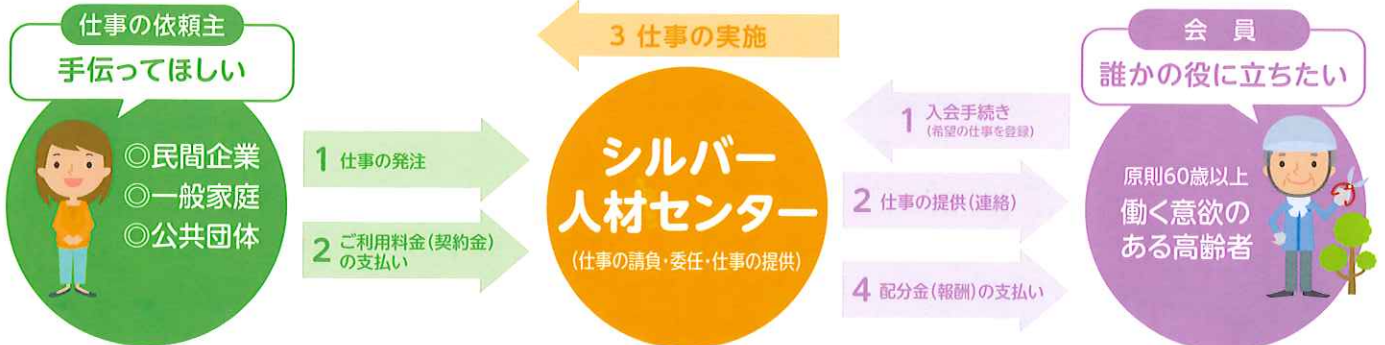 仕事の依頼主
手伝ってほしい
◎民間企業
◎一般家庭
◎公共団体
1 仕事の発注
2 ご利用料金(契約金)
の支払い
3 仕事の実施
シルバー
人材センター
(仕事の請負・委任・仕事の提供)
1 入会手続き
(希望の仕事を登録)
2 仕事の提供(連絡)
4 配分金(報酬)の支払い
会 員
誰かの役に立ちたい
原則60歳以上
働く意欲の
ある高齢者